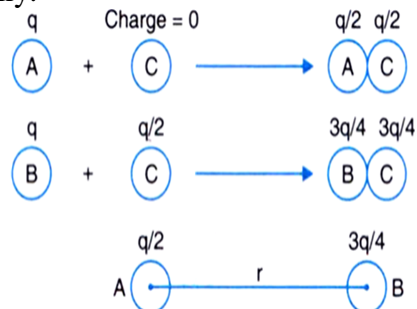 q Charge = 0 q/2 q/2
A + C A C
q q/2 3q/4 3q/4
B + C B C
q/2 3q/4
A r B